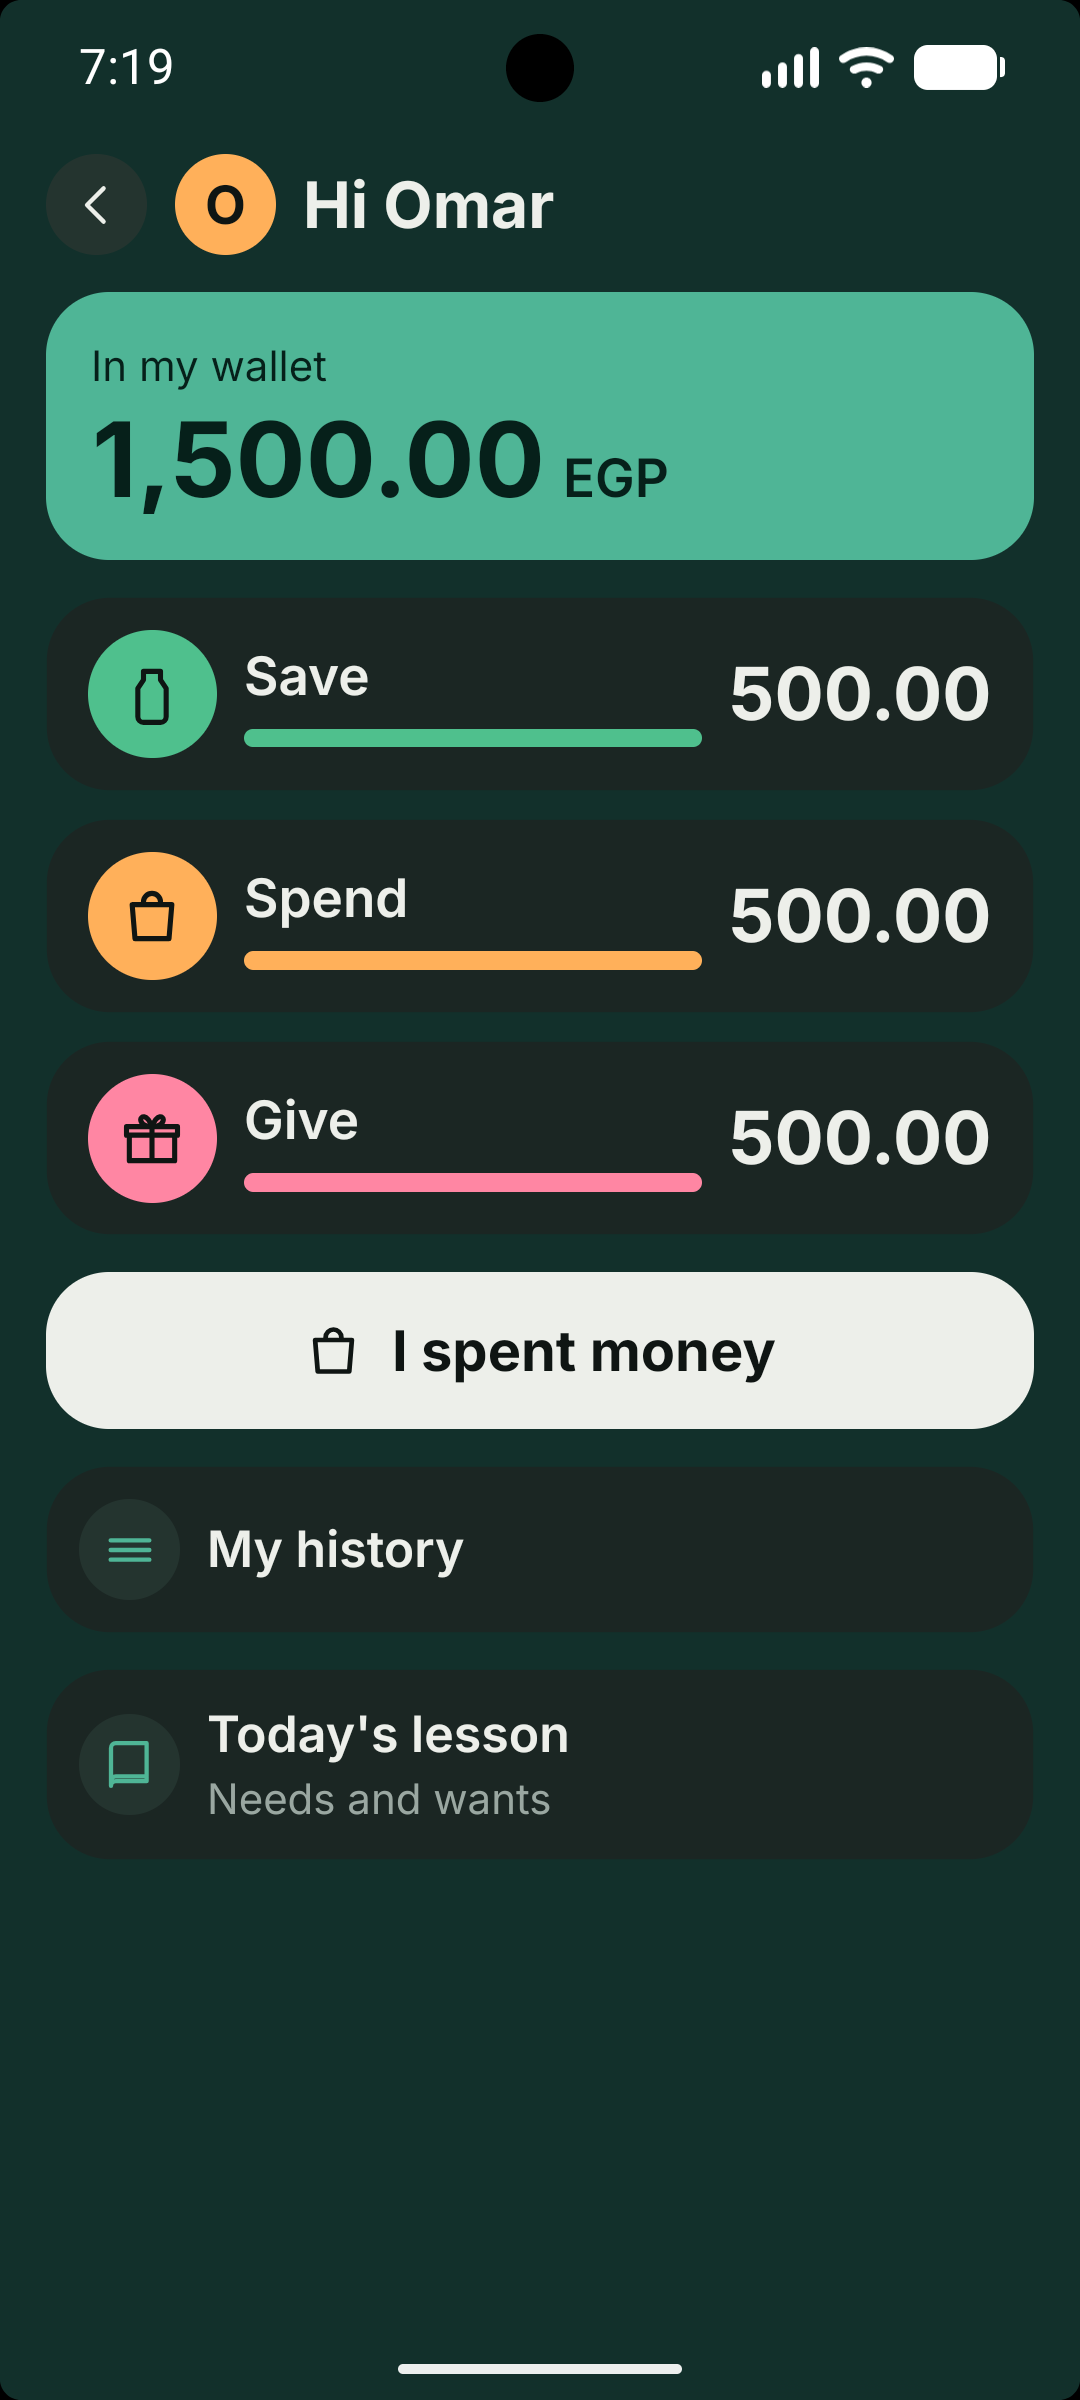 7:19
O
Hi Omar
In my wallet
1,500.00 EGP
Save
500.00
Spend
500.00
Give
500.00
I spent money
My history
Today's lesson
Needs and wants